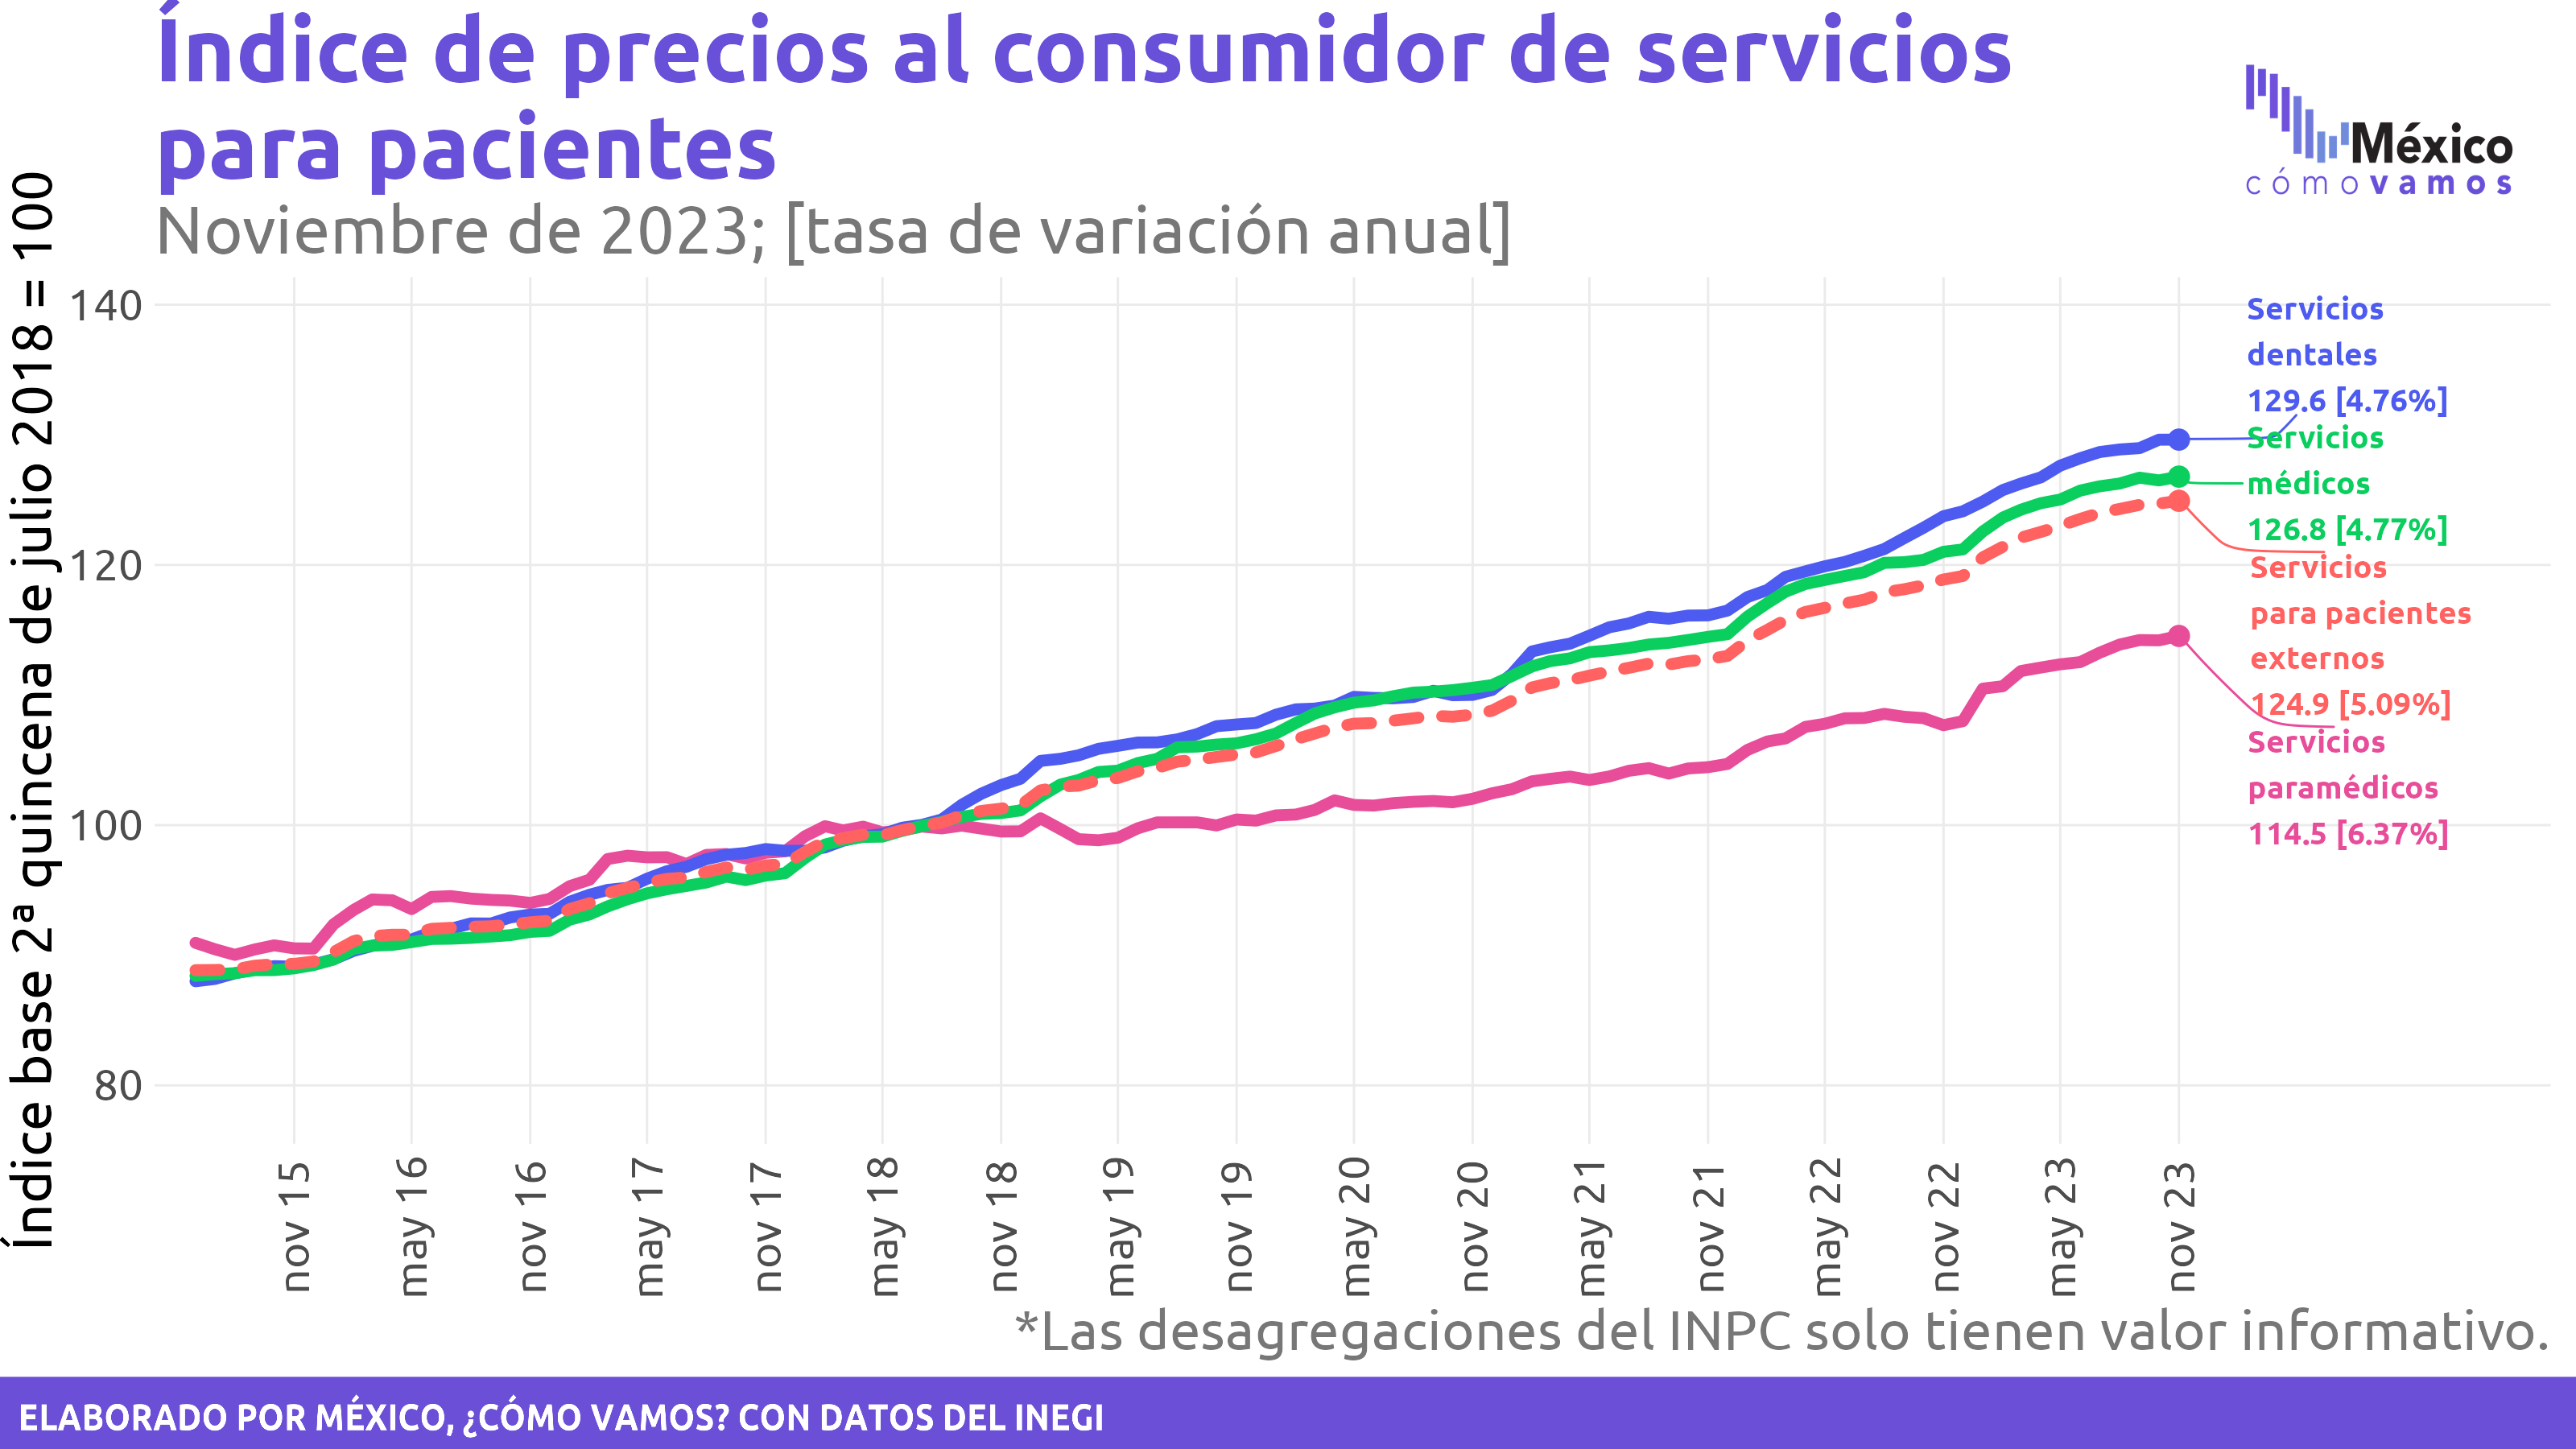 Índice de precios al consumidor de servicios
para pacientes
Noviembre de 2023; [tasa de variación anual]
México
cómo vamos
Índice base 2ª quincena de julio 2018 = 100
140
120
100
80
Servicios
dentales
129.6 [4.76%]
Servicios
médicos
126.8 [4.77%]
Servicios
para pacientes
externos
124.9 [5.09%]
Servicios
paramédicos
114.5 [6.37%]
nov 15
may 16
nov 16
may 17
nov 17
may 18
nov 18
may 19
nov 19
may 20
nov 20
may 21
nov 21
may 22
nov 22
may 23
nov 23
*Las desagregaciones del INPC solo tienen valor informativo.
ELABORADO POR MÉXICO, ¿CÓMO VAMOS? CON DATOS DEL INEGI